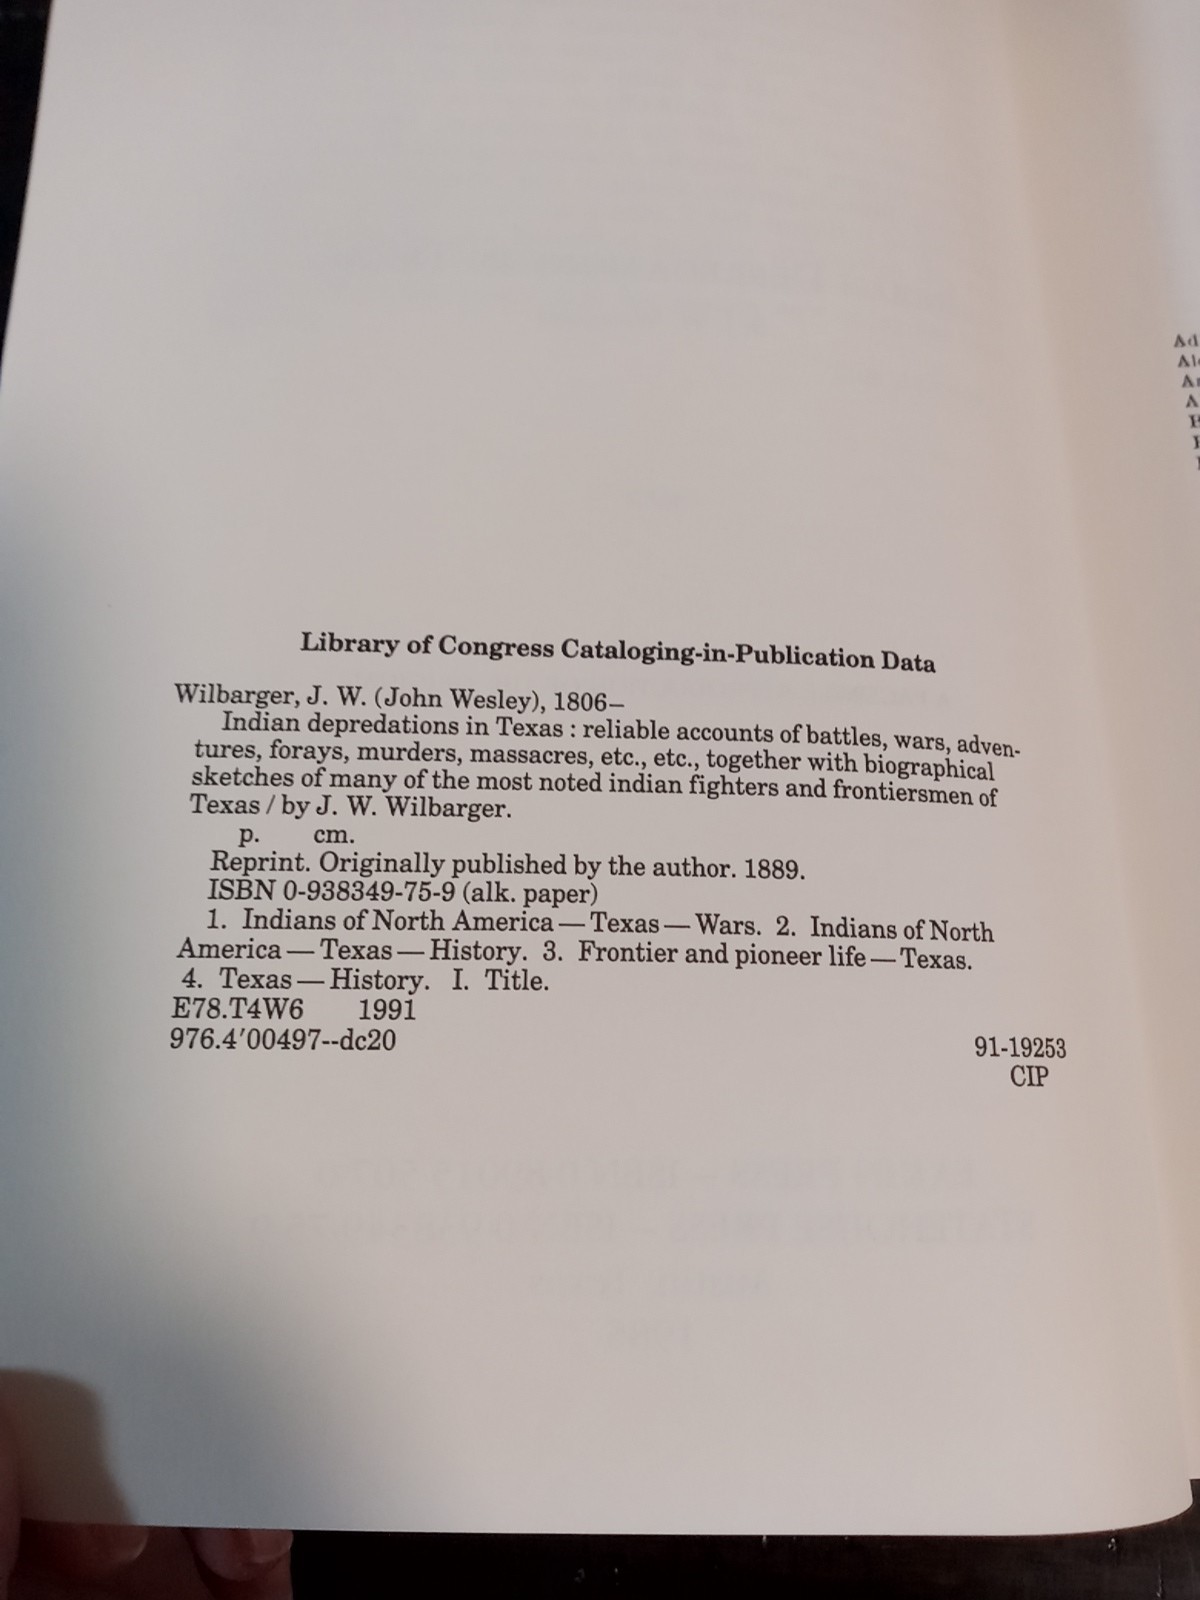 Library of Congress Cataloging-in-Publication Data
Wilbarger, J. W. (John Wesley), 1806–
Indian depredations in Texas : reliable accounts of battles, wars, adven-
tures, forays, murders, massacres, etc., etc., together with biographical
sketches of many of the most noted indian fighters and frontiersmen of
Texas / by J. W. Wilbarger.
p. cm.
Reprint. Originally published by the author. 1889.
ISBN 0-938349-75-9 (alk. paper)
1. Indians of North America — Texas — Wars. 2. Indians of North
America — Texas — History. 3. Frontier and pioneer life — Texas.
4. Texas — History. I. Title.
E78.T4W6 1991
976.4′00497--dc20
91-19253
CIP